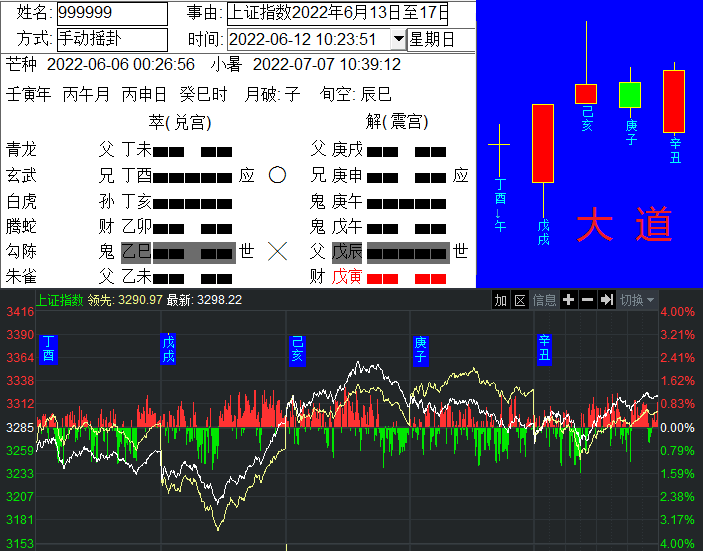 姓名: 999999 事由: 上证指数2022年6月13日至17日
方式: 手动摇卦 时间: 2022-06-12 10:23:51 星期日
芒种 2022-06-06 00:26:56 小暑 2022-07-07 10:39:12
壬寅年 丙午月 丙申日 癸巳时 月破: 子 旬空: 辰巳
萃(兑宫) 解(震宫)
青龙 父 丁未 父 庚戌
玄武 兄 丁酉 应 兄 庚申 应
白虎 孙 丁亥 鬼 庚午
腾蛇 财 乙卯 鬼 戊午
勾陈 鬼 乙巳 世 父 戊辰 世
朱雀 父 乙未 财 戊寅
丁酉↓午
戊戌
己亥
庚子
辛丑
大道
上证指数 领先: 3290.97 最新: 3298.22 加 区 信息 切换
3416 4.00%
3390 3.21%
3364 2.41%
3338 1.62%
3312 0.83%
3285 0.00%
3259 0.79%
3233 1.59%
3207 2.38%
3181 3.17%
3153 4.00%
丁酉
戊戌
己亥
庚子
辛丑